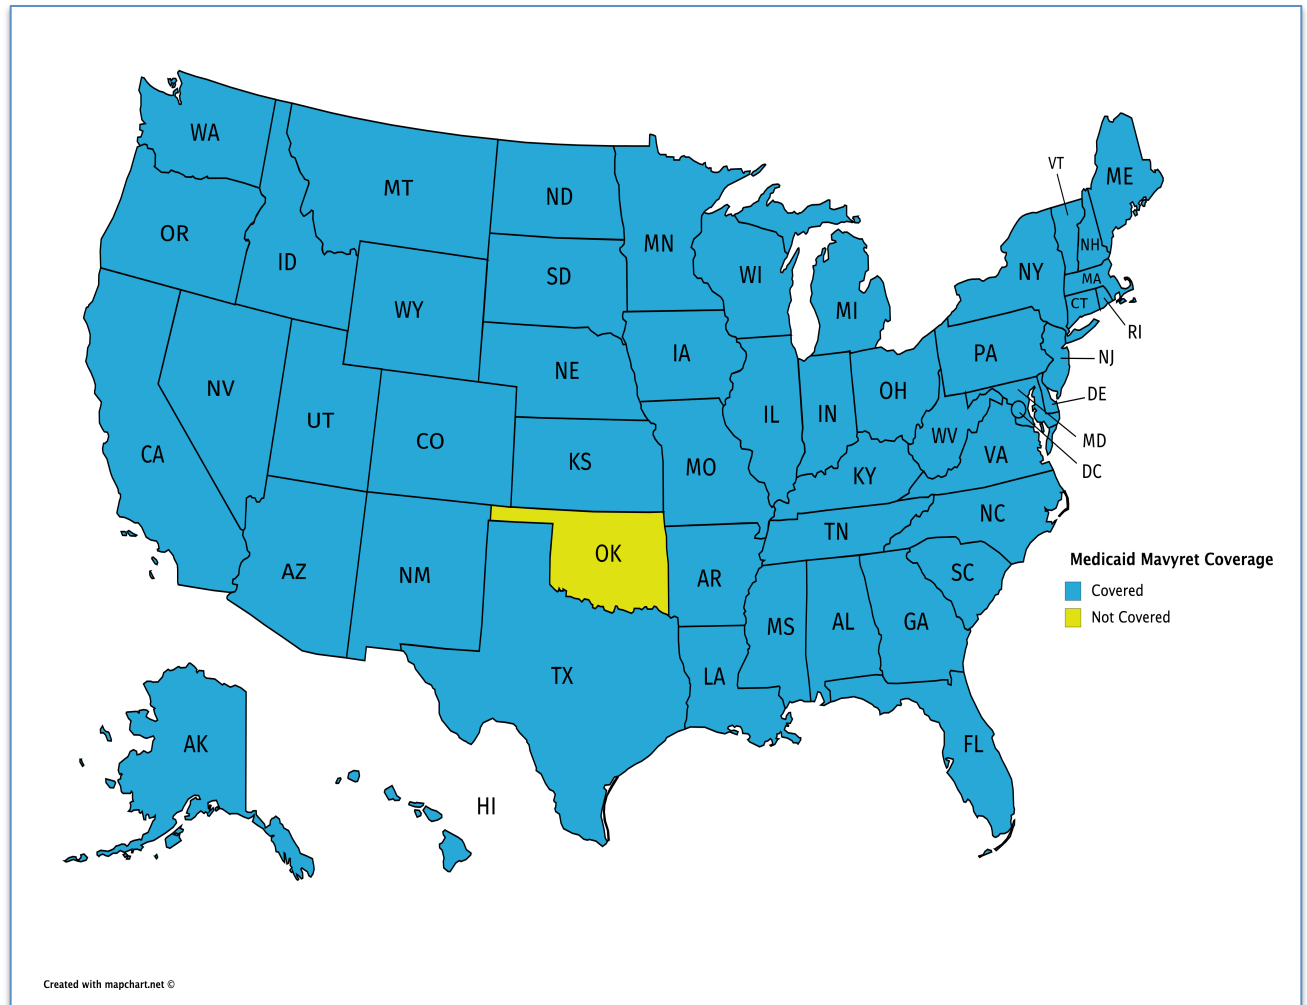 WA
MT
ND
MN
OR
ID
SD
WI
MI
VT
ME
NH
NY
MA
CT
RI
WY
IA
NE
PA
NJ
NV
UT
CO
IL
IN
OH
DE
CA
KS
MO
WV
VA
MD
KY
DC
NC
TN
AZ
NM
OK
AR
SC
MS
AL
GA
TX
LA
FL
AK
HI
Medicaid Mavyret Coverage
Covered
Not Covered
Created with mapchart.net ©